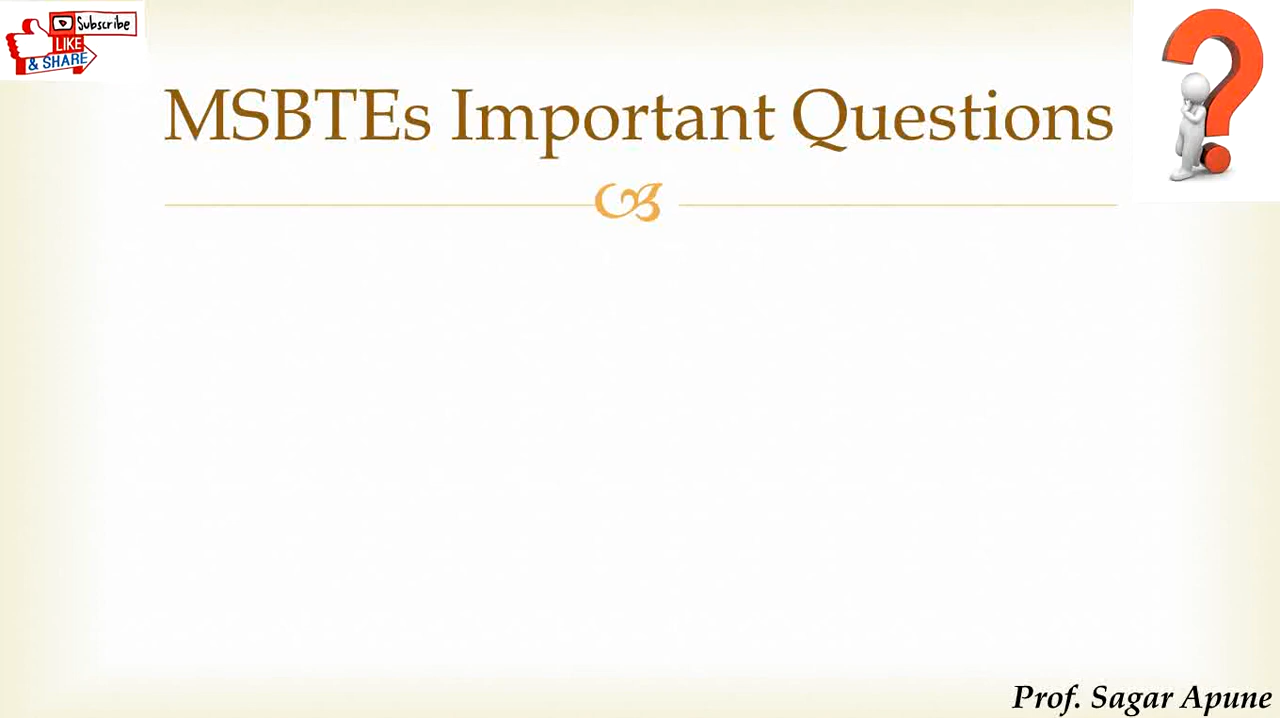 Subscribe
LIKE
& SHARE
MSBTEs Important Questions
Prof. Sagar Apune